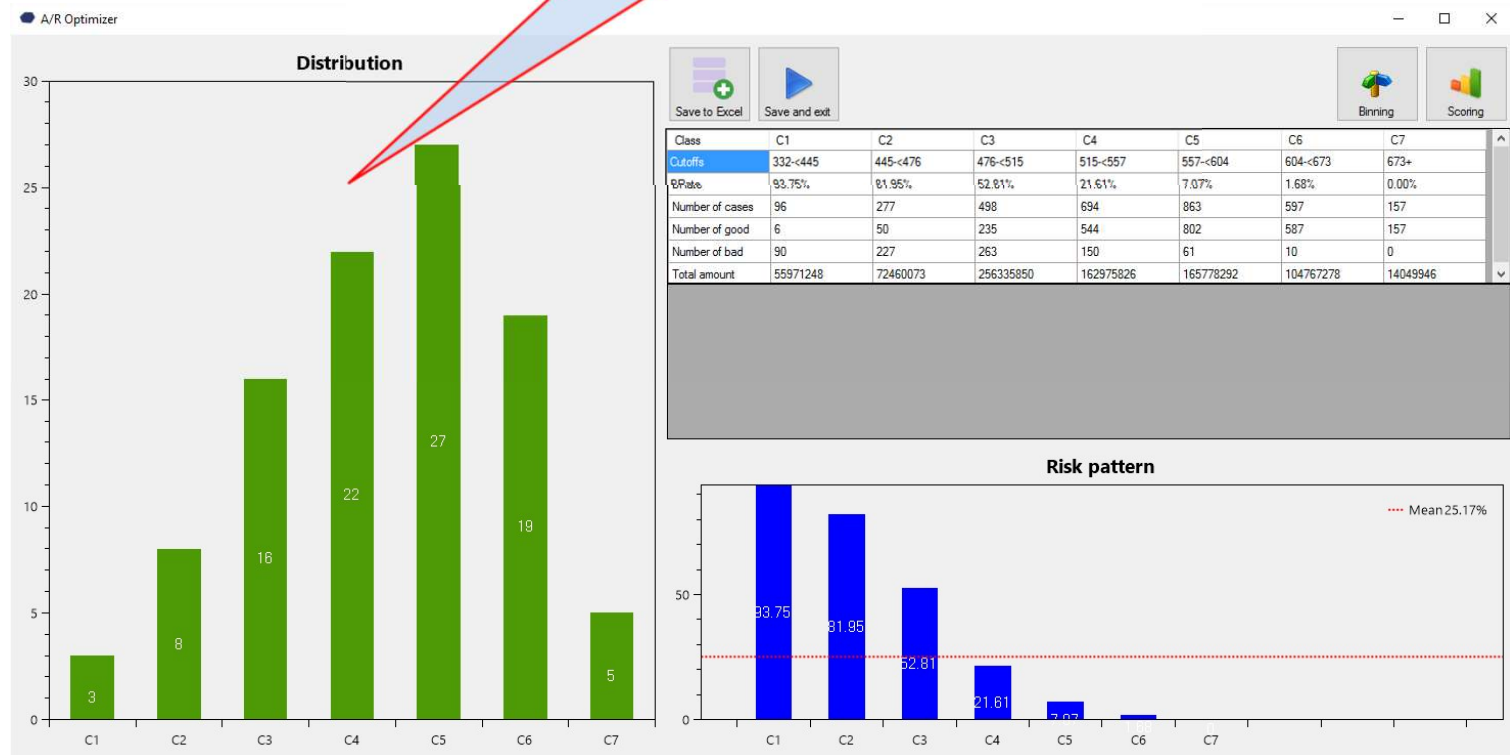 A/R Optimizer
Distribution
30
25
20
15
10
5
0
3
8
16
22
27
19
5
C1 C2 C3 C4 C5 C6 C7
Save to Excel Save and exit Binning Scoring
Class C1 C2 C3 C4 C5 C6 C7
Cutoffs 332-<445 445-<476 476-<515 515-<557 557-<604 604-<673 673+
BRate 93.75% 81.95% 52.81% 21.61% 7.07% 1.68% 0.00%
Number of cases 96 277 498 694 863 597 157
Number of good 6 50 235 544 802 587 157
Number of bad 90 227 263 150 61 10 0
Total amount 55971248 72460073 256335850 162975826 165778292 104767278 14049946
Risk pattern
Mean25.17%
50
0
93.75
81.95
52.81
21.61
7.07
C1 C2 C3 C4 C5 C6 C7